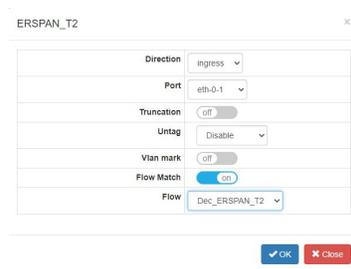 ERSPAN_T2 ×
Direction ingress
Port eth-0-1
Truncation off
Untag Disable
Vlan mark off
Flow Match on
Flow Dec_ERSPAN_T2
✔OK ✖ Close